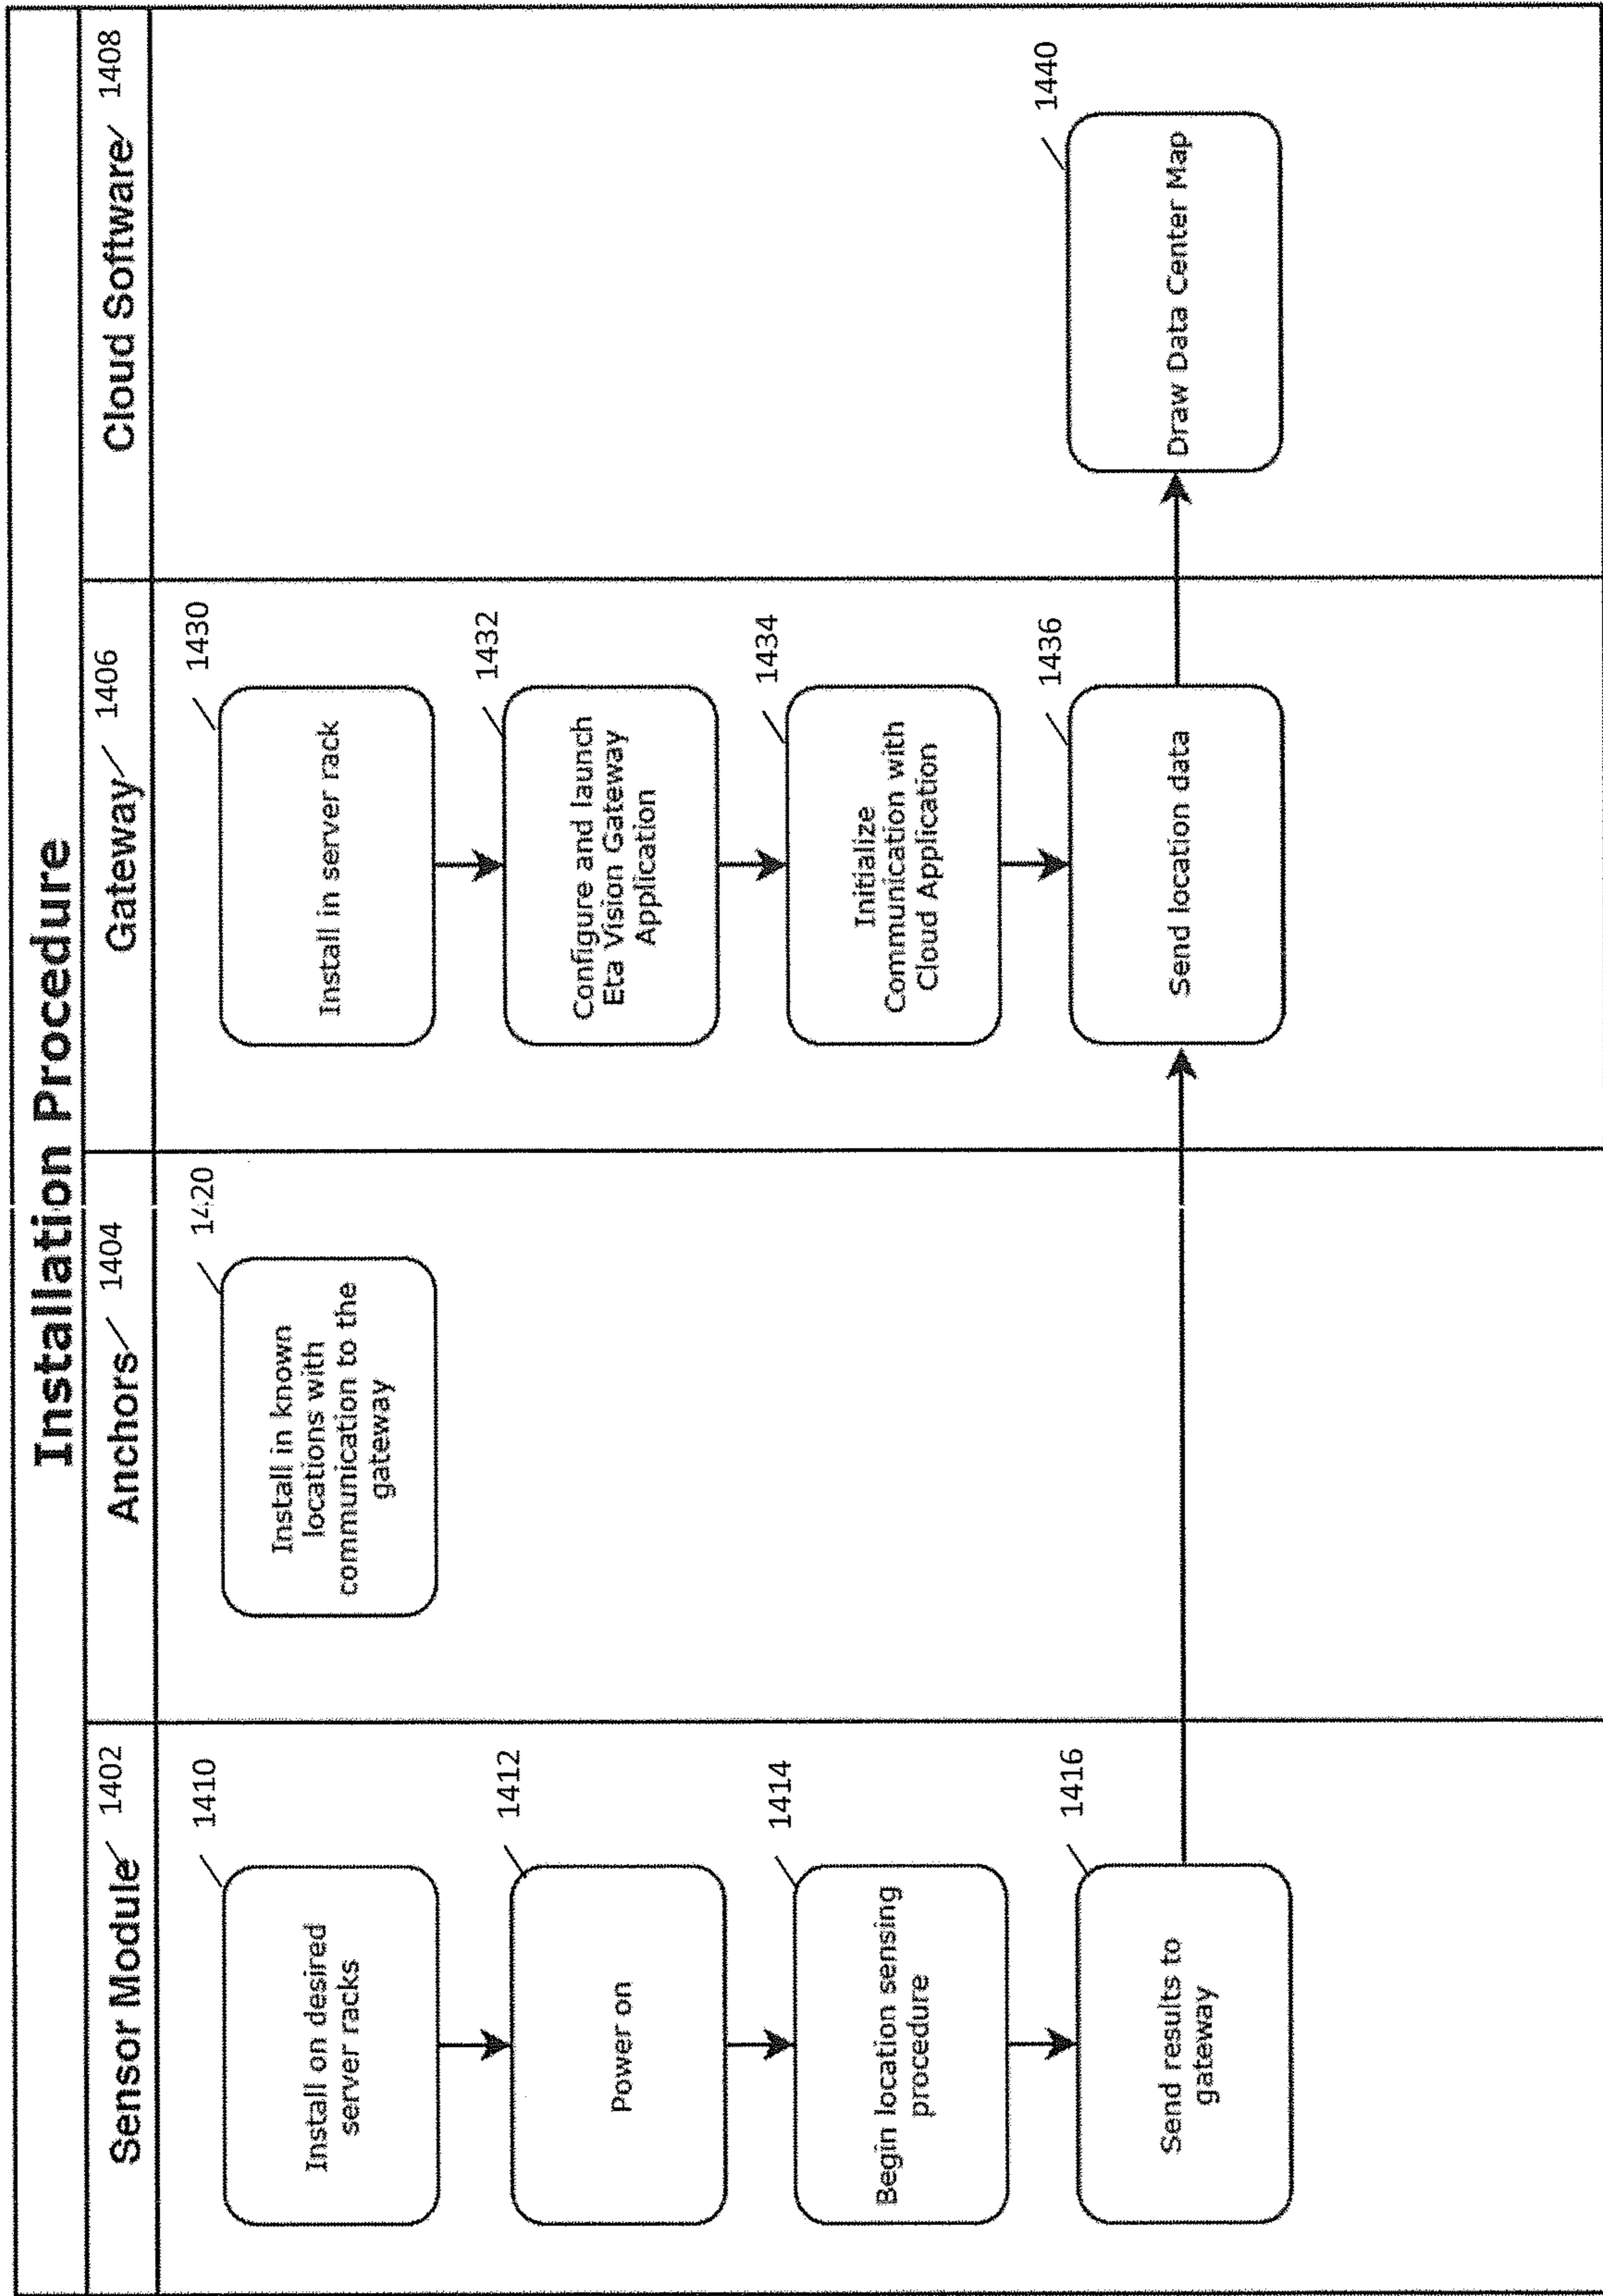 Installation Procedure
Sensor Module 1402
Anchors 1404
Gateway 1406
Cloud Software 1408
1410
Install on desired
server racks
1412
Power on
1414
Begin location sensing
procedure
1416
Send results to
gateway
1420
Install in known
locations with
communication to the
gateway
1430
Install in server rack
1432
Configure and launch
Eta Vision Gateway
Application
1434
Initialize
Communication with
Cloud Application
1436
Send location data
1440
Draw Data Center Map